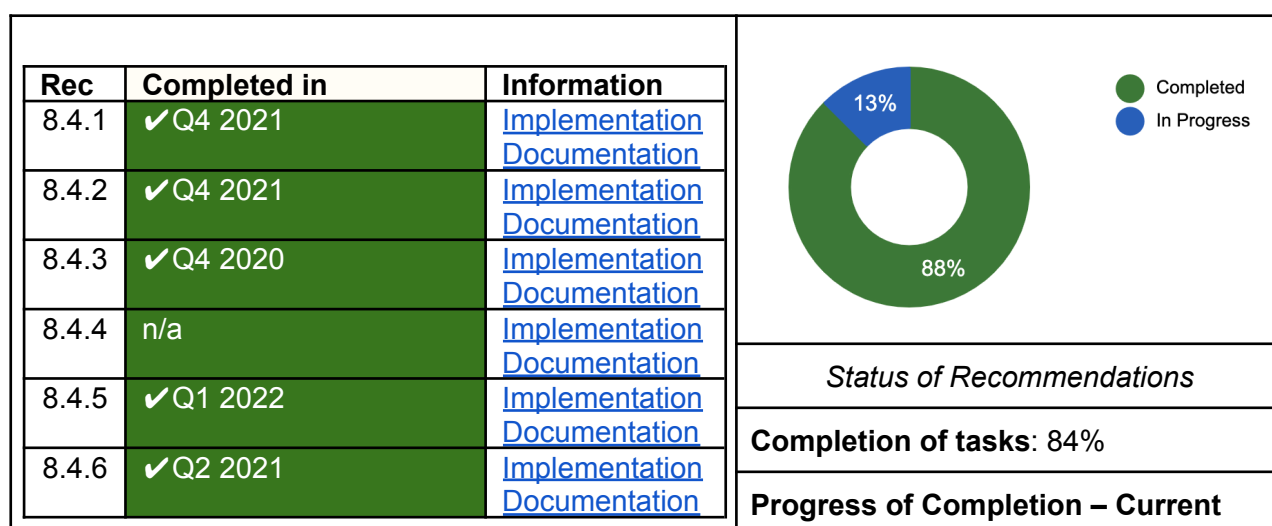 Rec Completed in Information
8.4.1 ✔Q4 2021 Implementation
Documentation
8.4.2 ✔Q4 2021 Implementation
Documentation
8.4.3 ✔Q4 2020 Implementation
Documentation
8.4.4 n/a Implementation
Documentation
8.4.5 ✔Q1 2022 Implementation
Documentation
8.4.6 ✔Q2 2021 Implementation
Documentation
13%
88%
Completed
In Progress
Status of Recommendations
Completion of tasks: 84%
Progress of Completion – Current